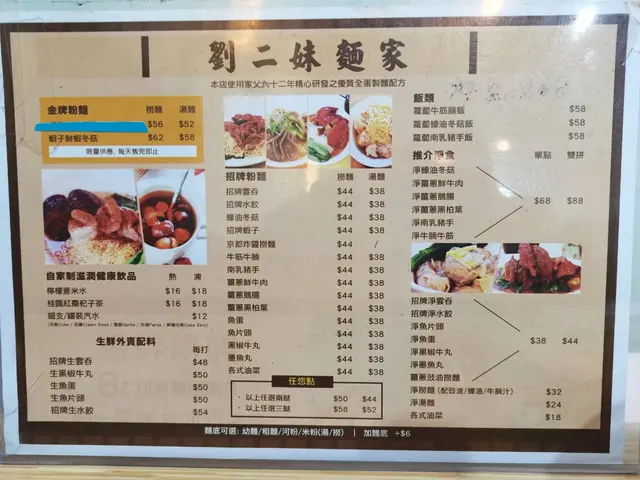 劉二妹麵家
本店使用家父六十二年精心研發之優質全蛋製麵配方
金牌粉麵 撈麵 湯麵
$56 $52
蝦子鮮蝦冬菇 $62 $58
限量供應, 每天售完即止
自家制滋潤健康飲品 熱 凍
檸檬薏米水 $16 $18
桂圓紅棗杞子茶 $16 $18
細支/罐裝汽水 $12
生鮮外賣配料 每打
招牌生雲吞 $48
生黑椒牛丸 $50
生魚蛋 $50
生魚片頭 $50
招牌生水餃 $54
招牌粉麵 撈麵 湯麵
招牌雲吞 $44 $38
招牌水餃 $44 $38
蠔油冬菇 $44 $38
招牌蝦子 $44 $38
京都炸醬撈麵 $44 /
牛筋牛腩 $44 $38
南乳豬手 $44 $38
薑蔥鮮牛肉 $44 $38
薑蔥鵝腸 $44 $38
薑蔥黑柏葉 $44 $38
魚蛋 $44 $38
魚片頭 $44 $38
黑椒牛丸 $44 $38
墨魚丸 $44 $38
各式油菜 $44 $38
任您點
・以上任選兩餸 $50 $44
・以上任選三餸 $58 $52
飯類
蘿蔔牛筋腩飯 $58
蘿蔔蠔油冬菇飯 $58
蘿蔔南乳豬手飯 $58
推介淨食 單點 雙拼
淨蠔油冬菇
淨薑蔥鮮牛肉
淨薑蔥鵝腸
淨薑蔥黑柏葉
淨南乳豬手
淨牛腩牛筋
$68 $88
招牌淨雲吞
招牌淨水餃
淨魚片頭
淨魚蛋
淨黑椒牛丸
淨墨魚丸
薑蔥豉油撈麵
$38 $44
淨撈麵 (配豉油/蠔油/牛腩汁) $32
淨湯麵 $24
各式油菜 $18
麵底可選: 幼麵/粗麵/河粉/米粉(湯/撈) | 加麵底 +$6